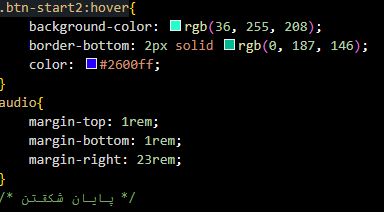 .btn-start2:hover{
background-color: rgb(36, 255, 208);
border-bottom: 2px solid rgb(0, 187, 146);
color: #2600ff;
}
audio{
margin-top: 1rem;
margin-bottom: 1rem;
margin-right: 23rem;
}
/* پایان شکقتن */